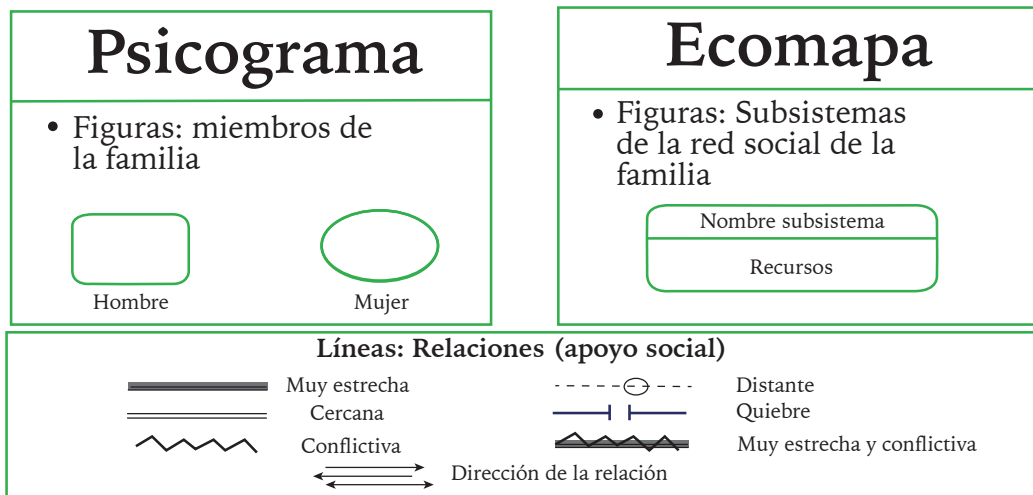 Psicograma
• Figuras: miembros de
la familia
Hombre
Mujer
Ecomapa
• Figuras: Subsistemas
de la red social de la
familia
Nombre subsistema
Recursos
Líneas: Relaciones (apoyo social)
Muy estrecha
Distante
Cercana
Quiebre
Conflictiva
Muy estrecha y conflictiva
Dirección de la relación